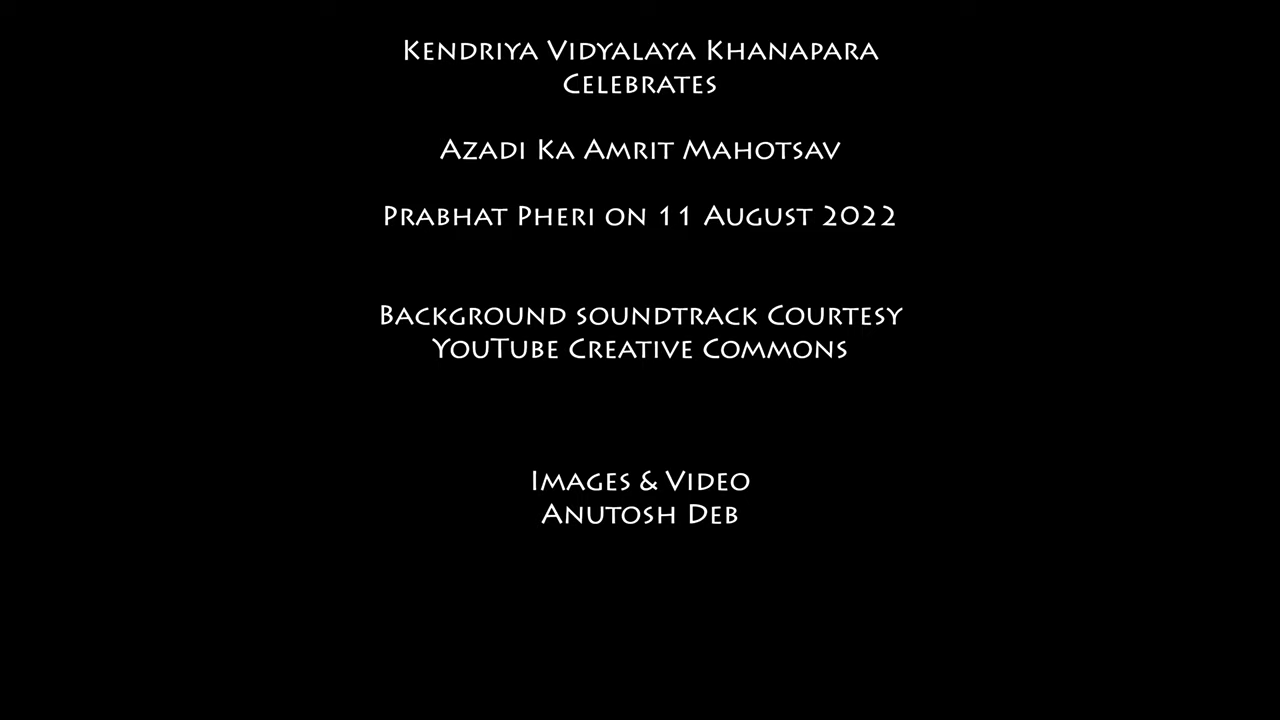 Kendriya Vidyalaya Khanapara
Celebrates
Azadi Ka Amrit Mahotsav
Prabhat Pheri on 11 August 2022
Background soundtrack Courtesy
YouTube Creative Commons
Images & Video
Anutosh Deb